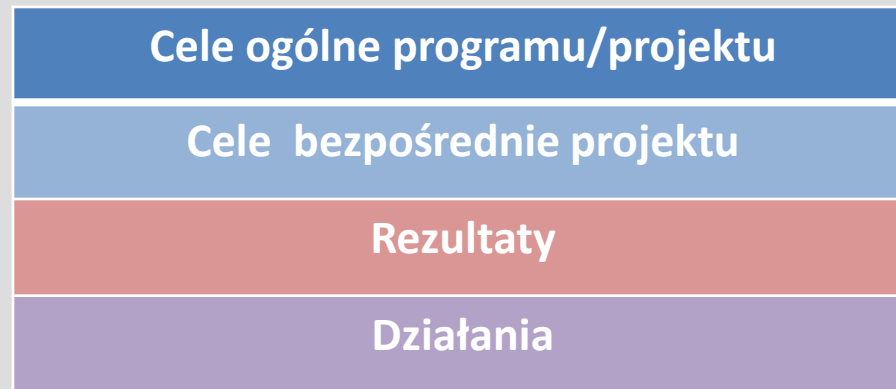 Cele ogólne programu/projektu
Cele bezpośrednie projektu
Rezultaty
Działania